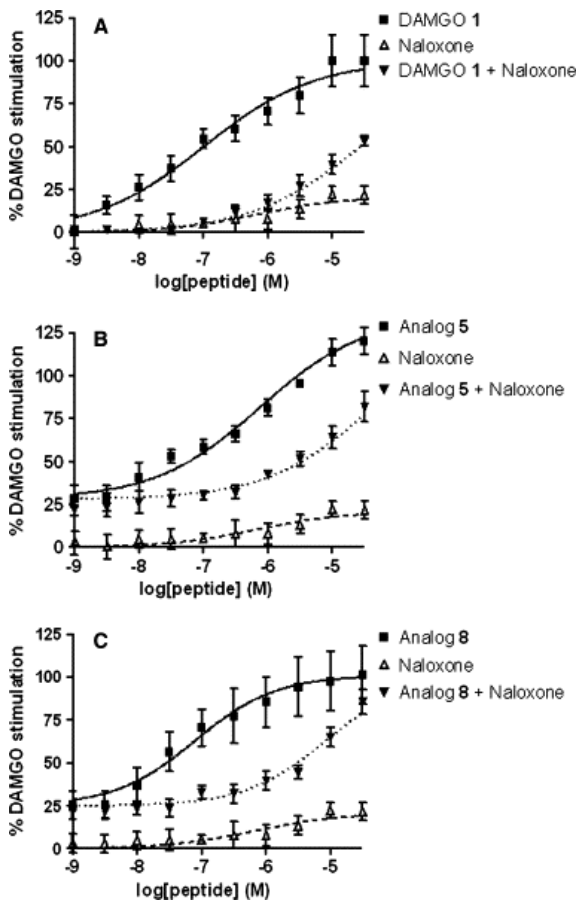 A
% DAMGO stimulation
125
100
75
50
25
0
-9 -8 -7 -6 -5
log[peptide] (M)
DAMGO 1
Naloxone
DAMGO 1 + Naloxone
B
% DAMGO stimulation
125
100
75
50
25
0
-9 -8 -7 -6 -5
log[peptide] (M)
Analog 5
Naloxone
Analog 5 + Naloxone
C
% DAMGO stimulation
125
100
75
50
25
0
-9 -8 -7 -6 -5
log[peptide] (M)
Analog 8
Naloxone
Analog 8 + Naloxone